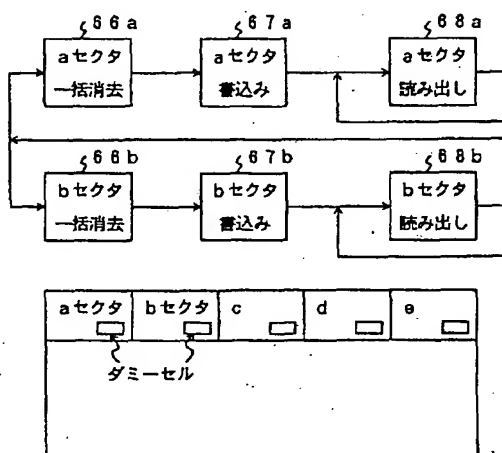 66a 67a 68a
aセクタ aセクタ aセクタ
一括消去 書込み 読み出し
66b 67b 68b
bセクタ bセクタ bセクタ
一括消去 書込み 読み出し
aセクタ bセクタ c d e
ダミーセル